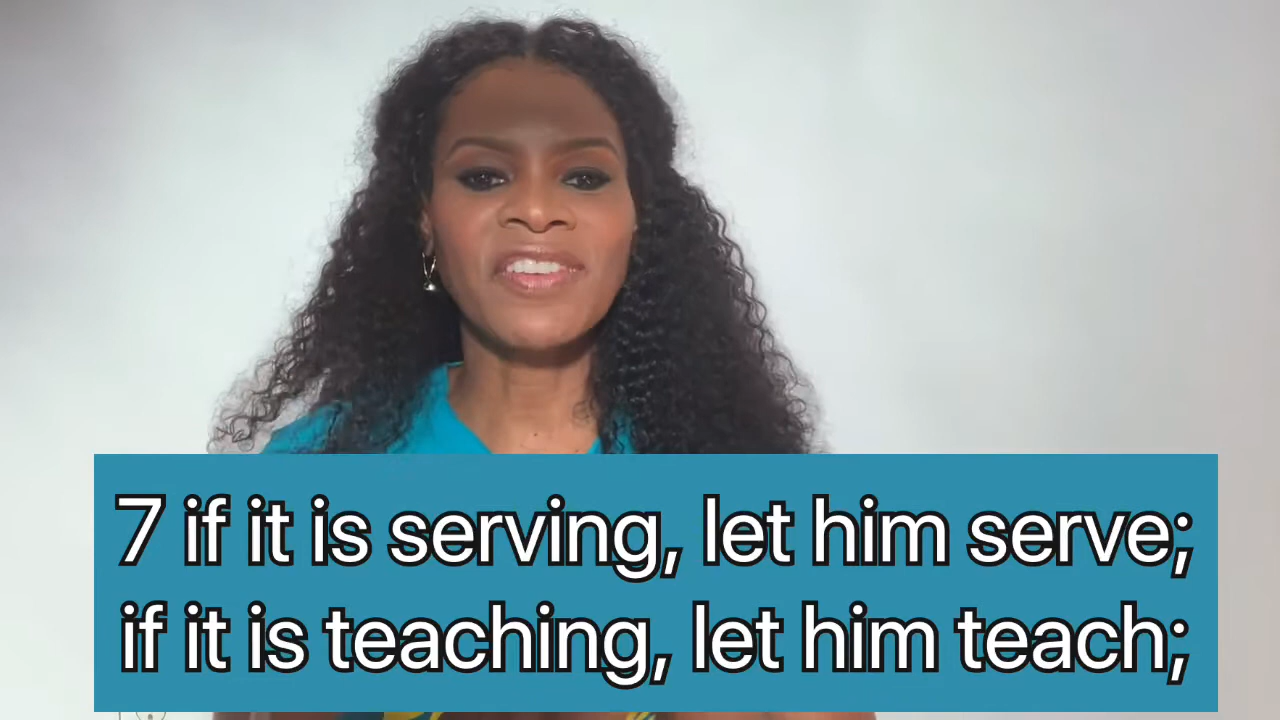 7 if it is serving, let him serve;
if it is teaching, let him teach;